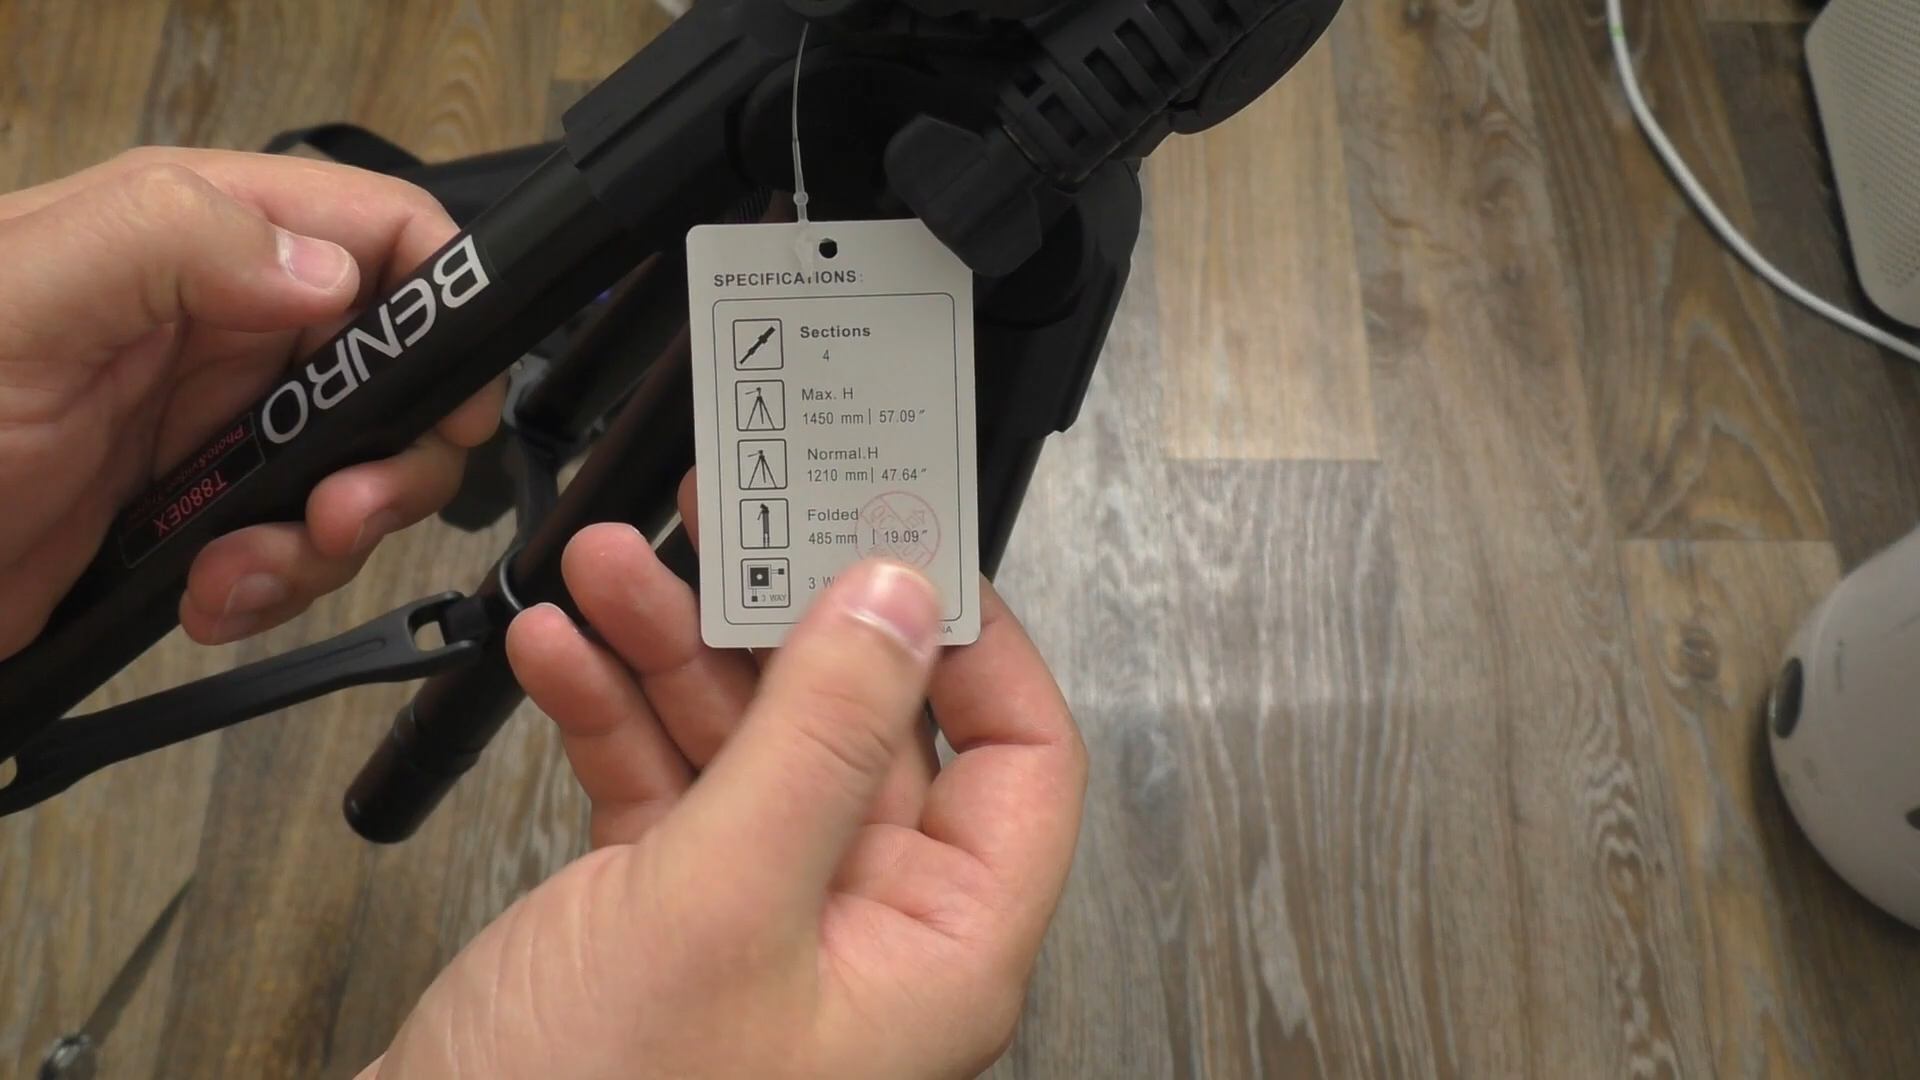 BENRO
T880EX
SPECIFICATIONS:
Sections
4
Max. H
1450 mm | 57.09"
Normal.H
1210 mm | 47.64"
Folded
485 mm | 19.09"
3 WAY
3